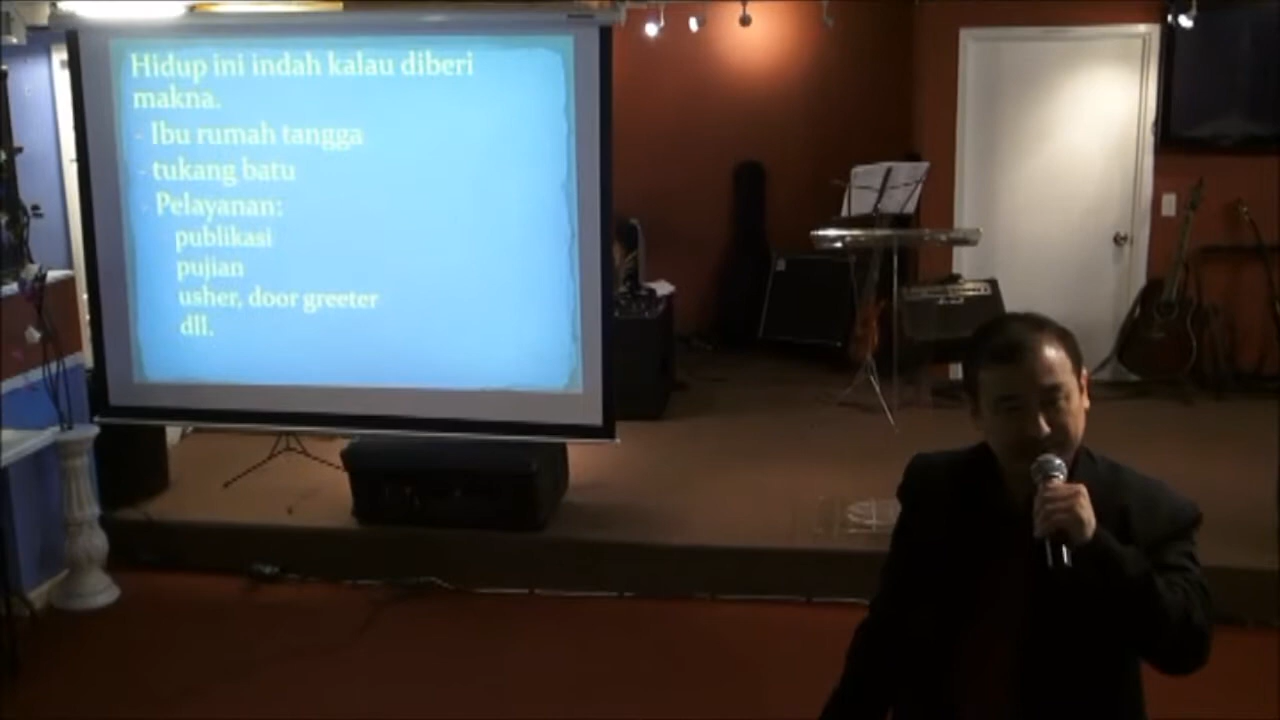 Hidup ini indah kalau diberi
makna.
- Ibu rumah tangga
- tukang batu
- Pelayanan:
publikasi
pujian
usher, door greeter
dll.